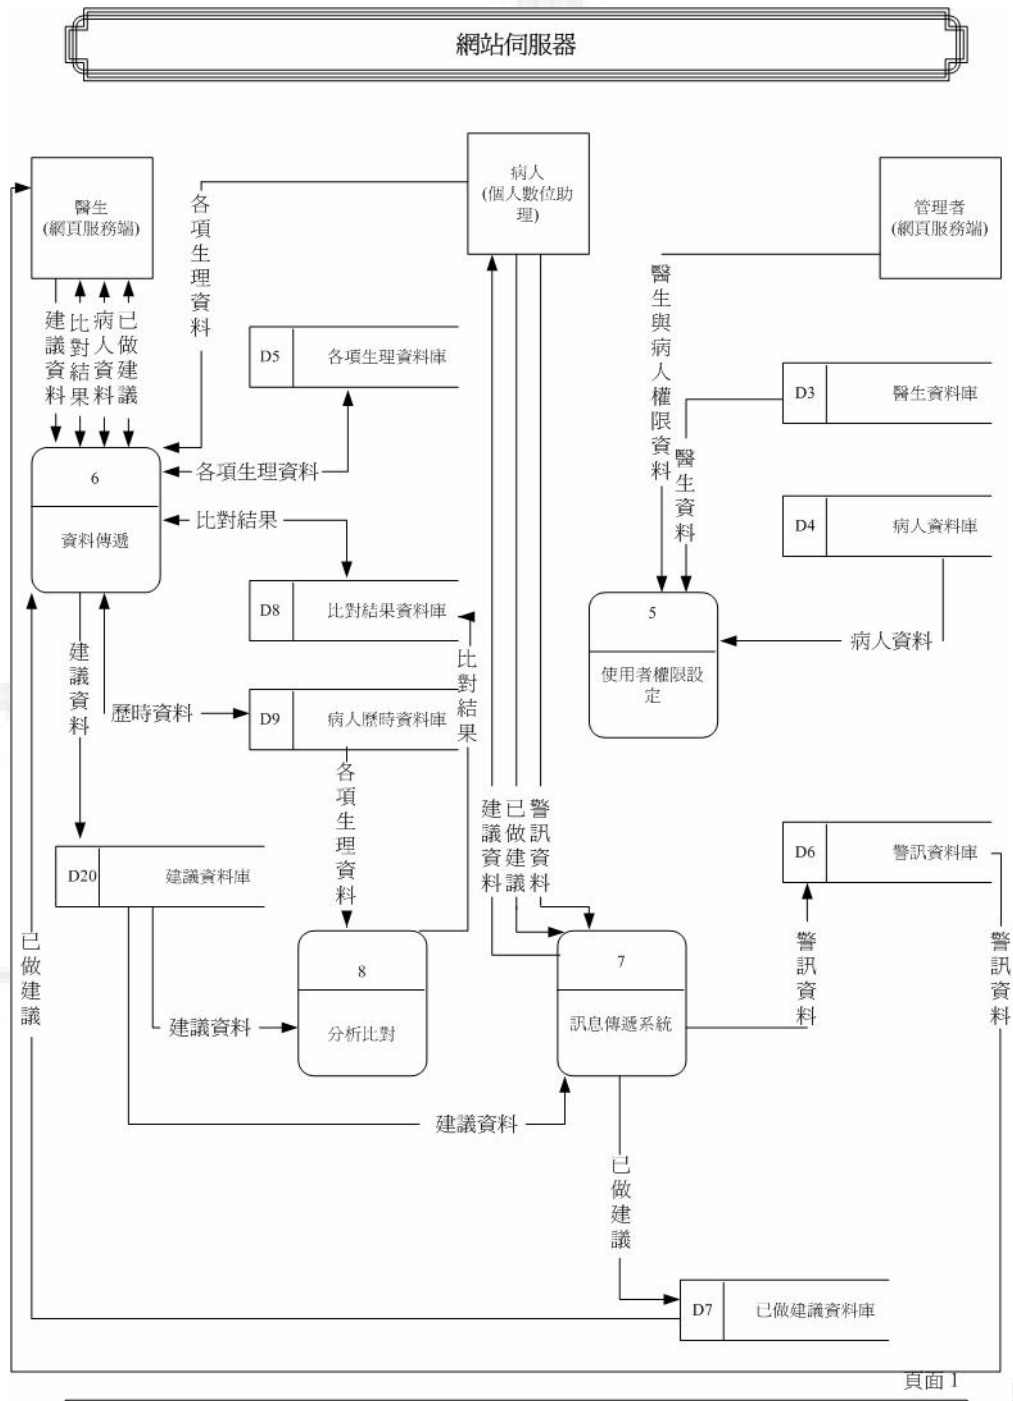 網站伺服器
醫生
(網頁服務端)
病人
(個人數位助
理)
管理者
(網頁服務端)
各項生理資料
醫生與病人權限資料
建議資料
比對結果
病人資料
已做建議
D5 各項生理資料庫
D3 醫生資料庫
醫生資料
6
資料傳遞
各項生理資料
比對結果
D4 病人資料庫
D8 比對結果資料庫
5
使用者權限設
定
病人資料
建議資料
歷時資料
D9 病人歷時資料庫
比對結果
各項生理資料
建議資料
已做建議
警訊資料
D20 建議資料庫
D6 警訊資料庫
已做建議
8
分析比對
建議資料
7
訊息傳遞系統
警訊資料
警訊資料
建議資料
已做建議
D7 已做建議資料庫
頁面 1